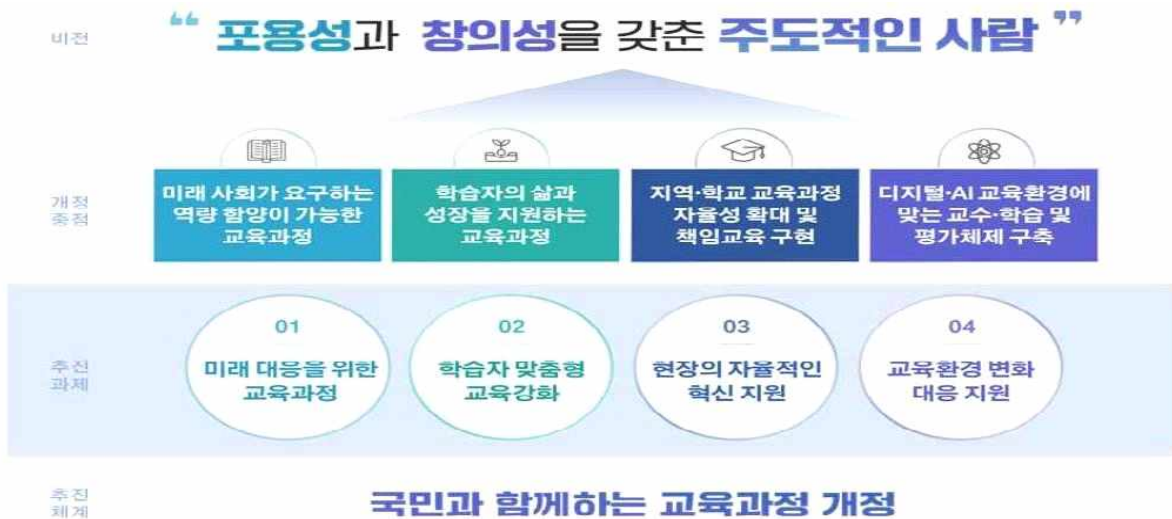 비전
“ 포용성과 창의성을 갖춘 주도적인 사람 ”
개정
중점
미래 사회가 요구하는
역량 함양이 가능한
교육과정
학습자의 삶과
성장을 지원하는
교육과정
지역·학교 교육과정
자율성 확대 및
책임교육 구현
디지털·AI 교육환경에
맞는 교수·학습 및
평가체제 구축
추진
과제
01
미래 대응을 위한
교육과정
02
학습자 맞춤형
교육강화
03
현장의 자율적인
혁신 지원
04
교육환경 변화
대응 지원
추진
체계
국민과 함께하는 교육과정 개정